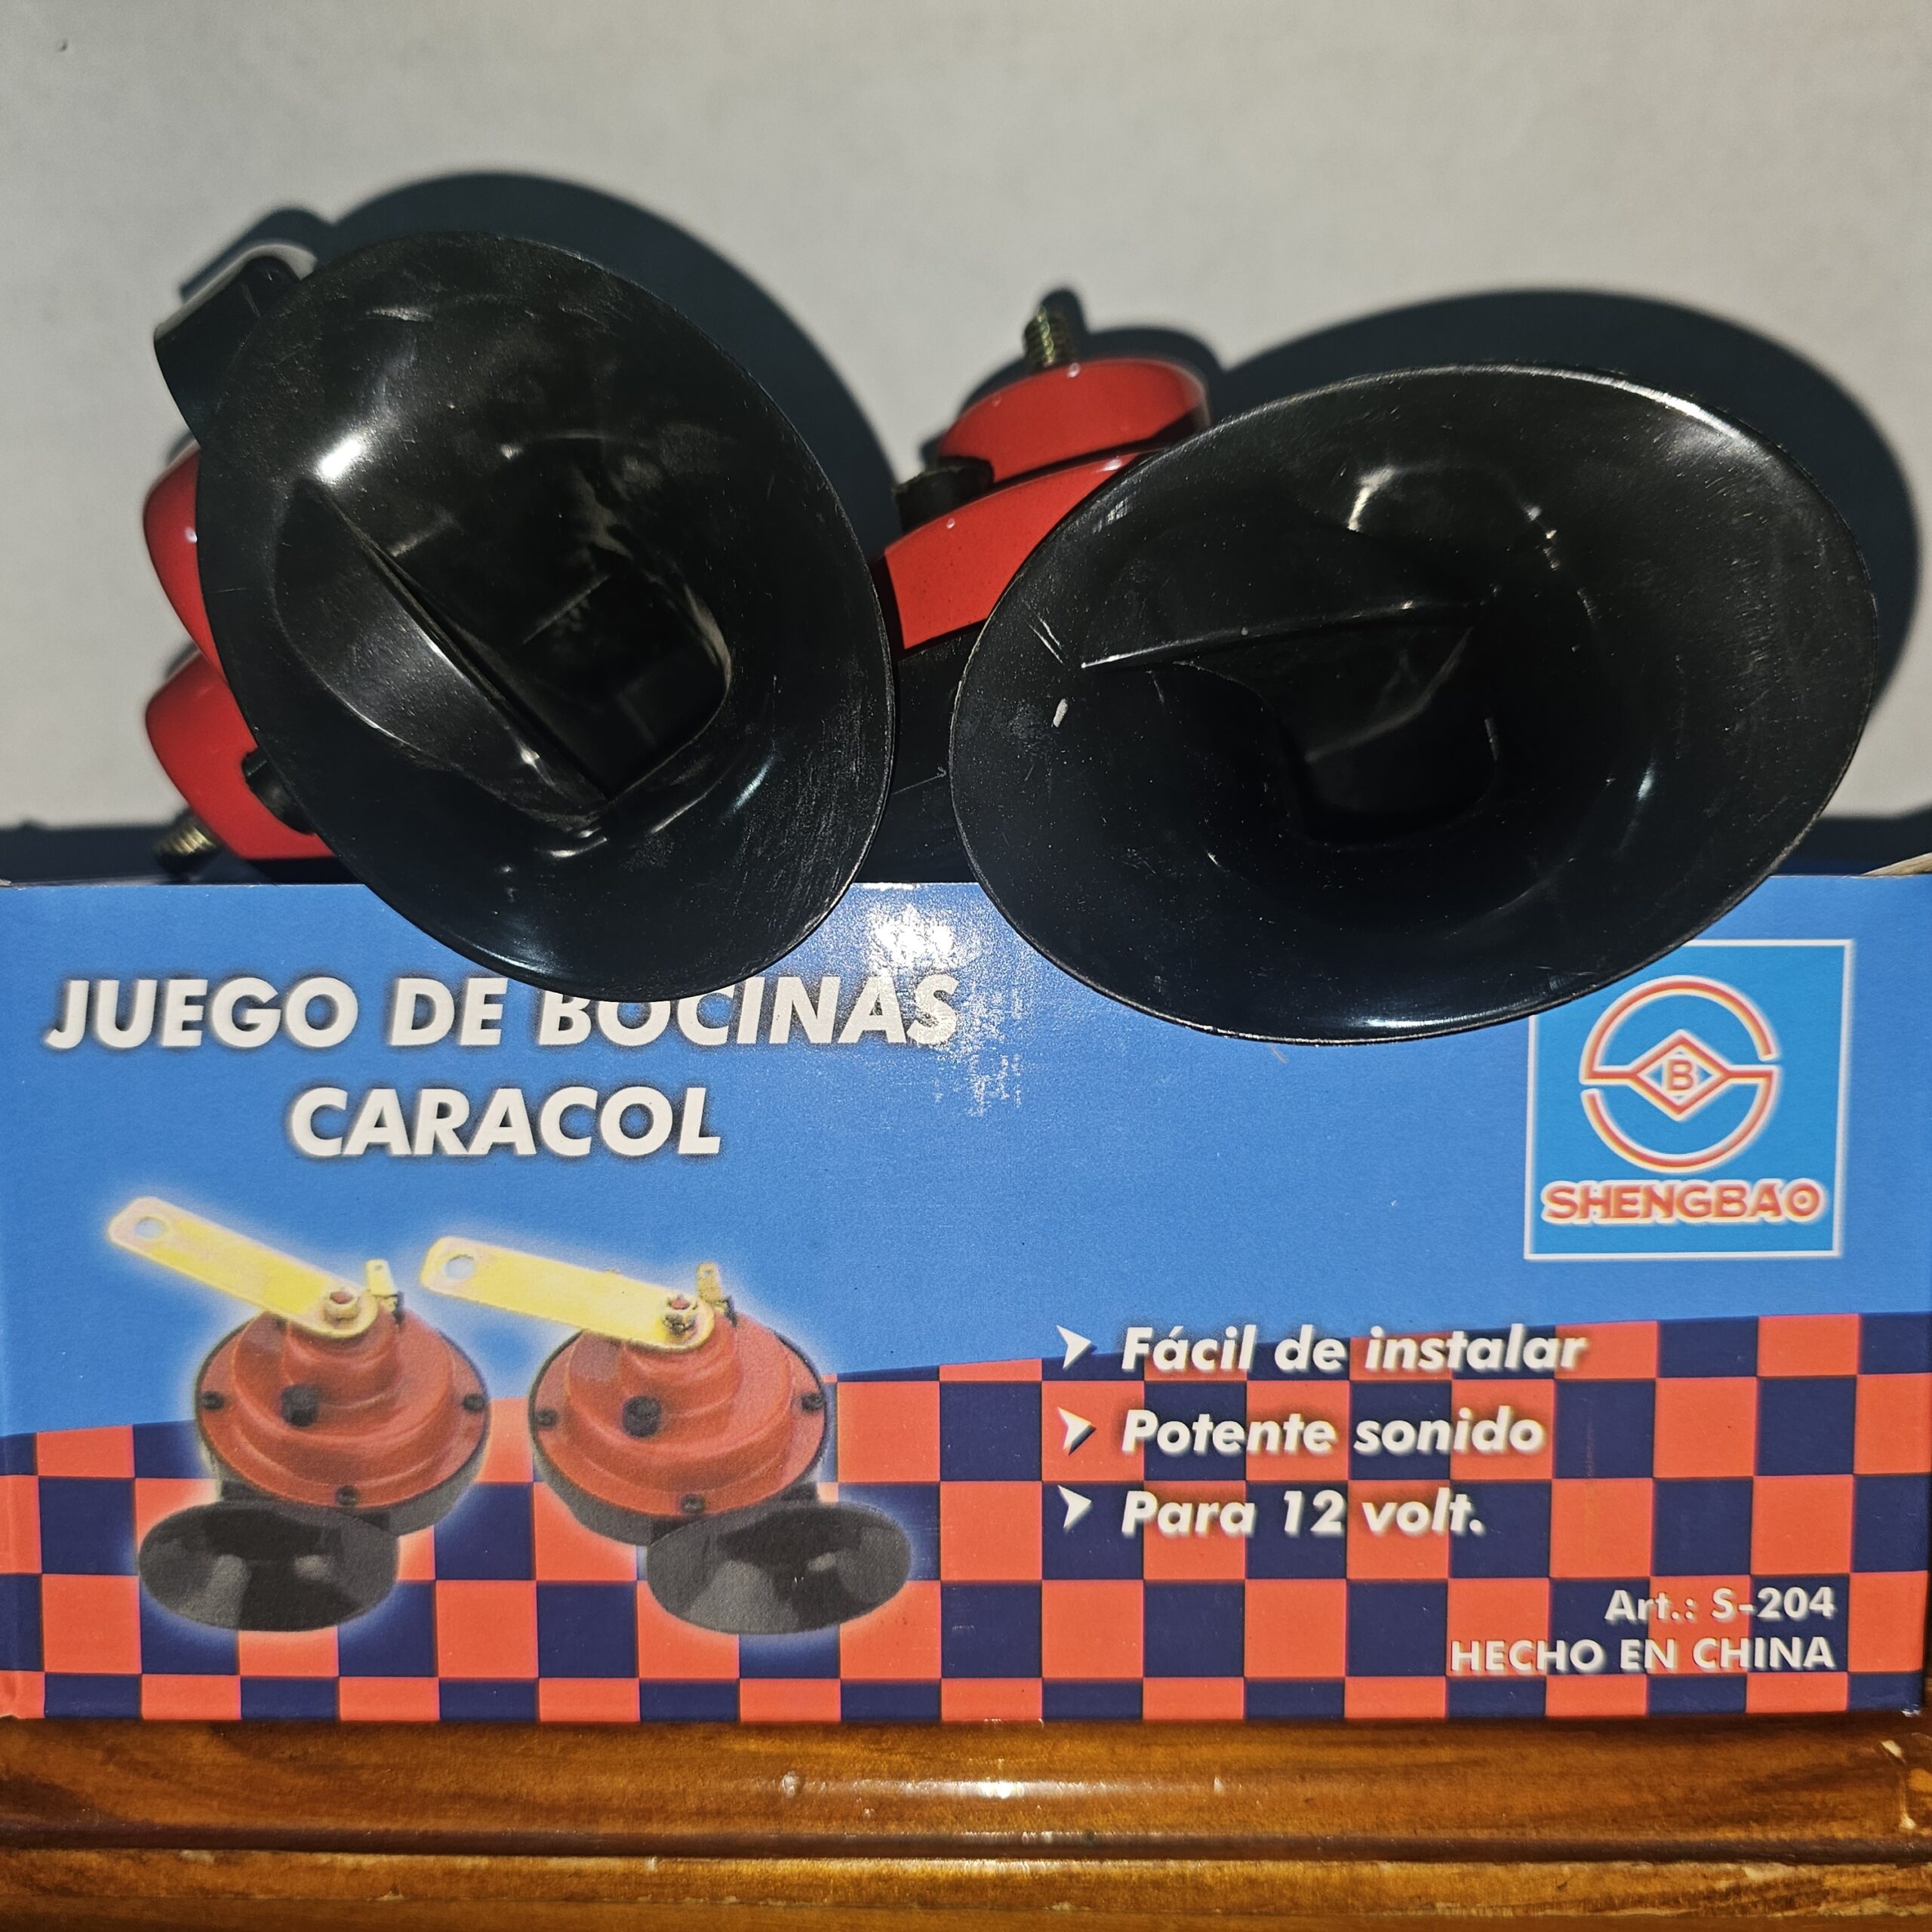 JUEGO DE BOCINAS
CARACOL
B
SHENGBAO
Fácil de instalar
Potente sonido
Para 12 volt.
Art.: S-204
HECHO EN CHINA